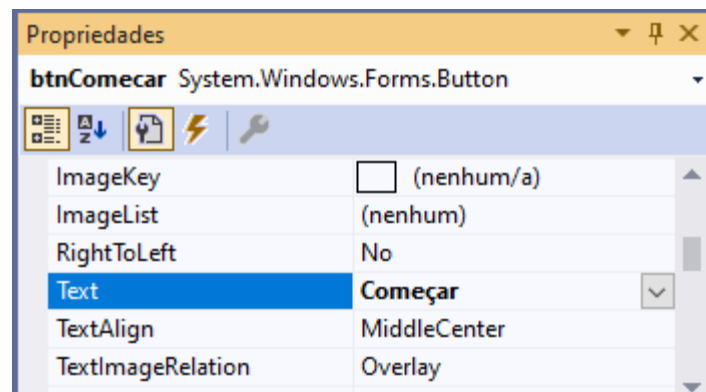 Propriedades
btnComecar System.Windows.Forms.Button
ImageKey (nenhum/a)
ImageList (nenhum)
RightToLeft No
Text Começar
TextAlign MiddleCenter
TextImageRelation Overlay